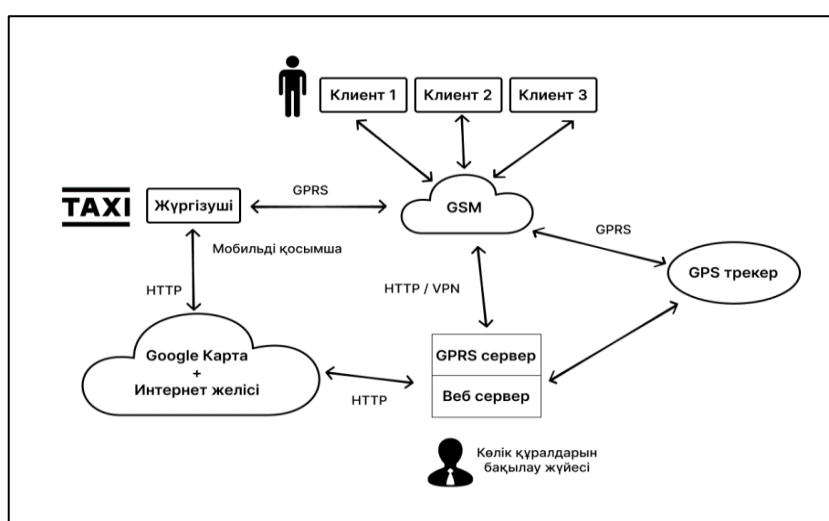 Клиент 1
Клиент 2
Клиент 3
TAXI
Жүргізуші
GPRS
GSM
Мобильді қосымша
GPRS
GPS трекер
HTTP
HTTP / VPN
Google Карта
+
Интернет желісі
GPRS сервер
Веб сервер
HTTP
Көлік құралдарын
бақылау жүйесі